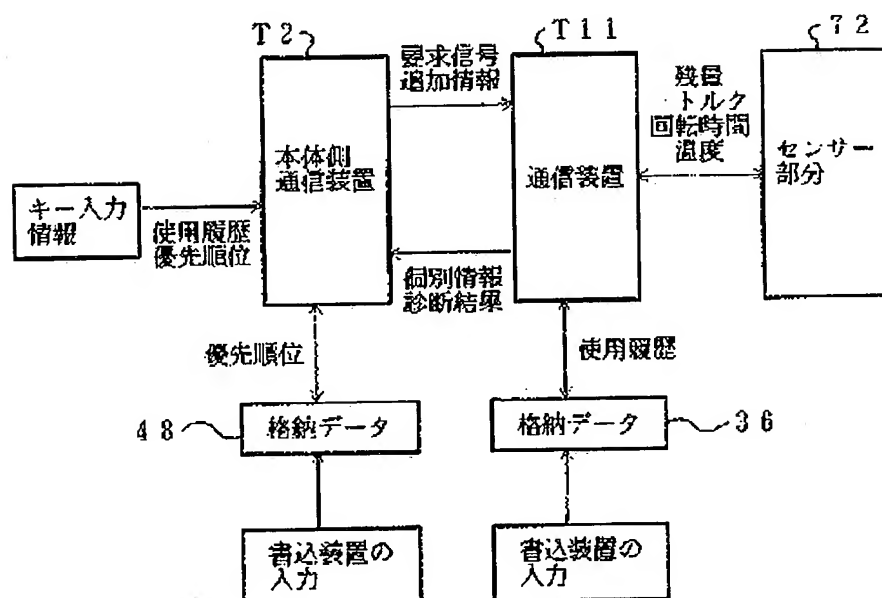 T2
T11
72
要求信号
追加情報
残量
トルク
回転時間
温度
本体側
通信装置
通信装置
センサー
部分
キー入力
情報
使用履歴
優先順位
個別情報
診断結果
優先順位
使用履歴
48
格納データ
格納データ
36
書込装置の
入力
書込装置の
入力